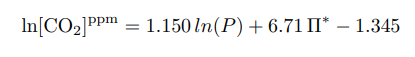 ln[CO₂]ᵖᵖᵐ = 1.150 ln(P) + 6.71 Π* − 1.345